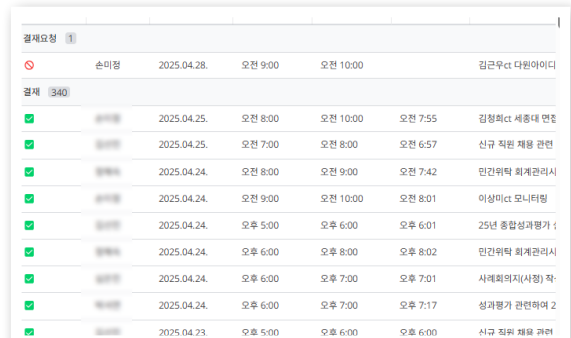 결재요청 1
손미정 2025.04.28. 오전 9:00 오전 10:00 김근우ct 다원아이디
결재 340
2025.04.25. 오전 8:00 오전 10:00 오전 7:55 김청희ct 세종대 면접
2025.04.25. 오전 7:00 오전 8:00 오전 6:57 신규 직원 채용 관련
2025.04.24. 오전 8:00 오전 9:00 오전 7:42 민간위탁 회계관리시
2025.04.24. 오전 9:00 오전 10:00 오전 8:01 이상미ct 모니터링
2025.04.24. 오후 5:00 오후 6:00 오후 6:01 25년 종합성과평가
2025.04.24. 오후 6:00 오후 8:00 오후 8:02 민간위탁 회계관리시
2025.04.24. 오후 6:00 오후 7:00 오후 7:01 사례회의지(사정)
2025.04.24. 오후 6:00 오후 7:00 오후 7:17 성과평가 관련하여 2
2025.04.23. 오후 5:00 오후 6:00 오후 6:00 신규 직원 채용 관련